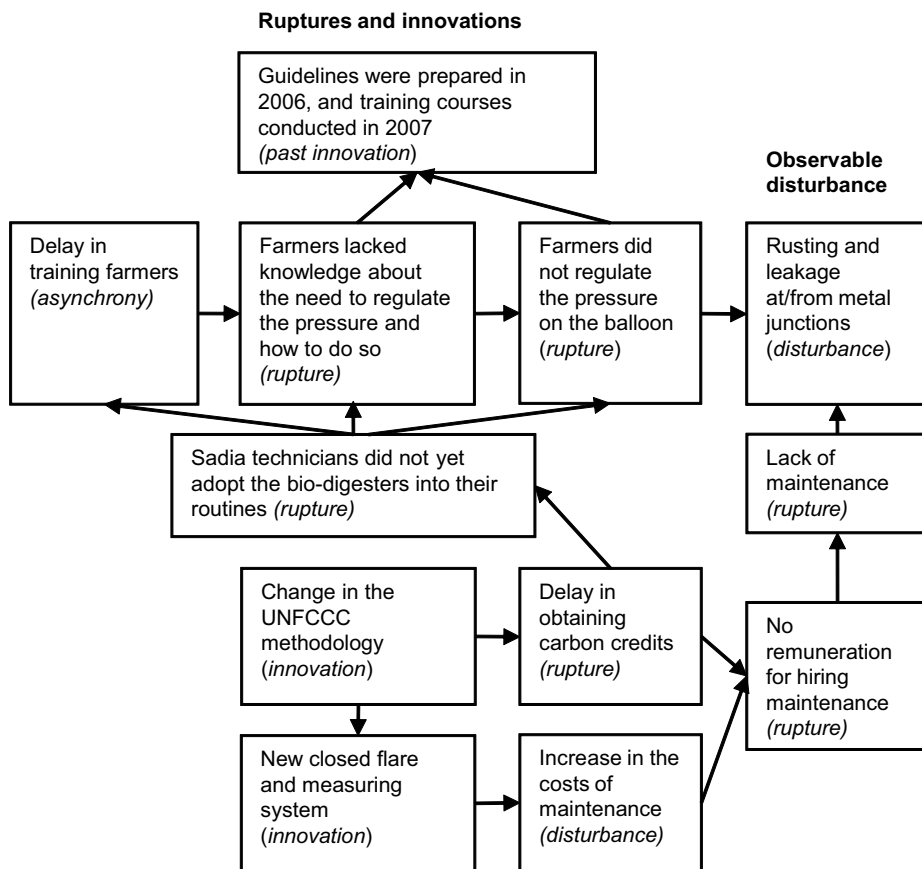 Ruptures and innovations
Guidelines were prepared in
2006, and training courses
conducted in 2007
(past innovation)
Observable
disturbance
Delay in
training farmers
(asynchrony)
Farmers lacked
knowledge about
the need to regulate
the pressure and
how to do so
(rupture)
Farmers did
not regulate
the pressure
on the balloon
(rupture)
Rusting and
leakage
at/from metal
junctions
(disturbance)
Sadia technicians did not yet
adopt the bio-digesters into their
routines (rupture)
Lack of
maintenance
(rupture)
Change in the
UNFCCC
methodology
(innovation)
Delay in
obtaining
carbon credits
(rupture)
No
remuneration
for hiring
maintenance
(rupture)
New closed flare
and measuring
system
(innovation)
Increase in the
costs of
maintenance
(disturbance)